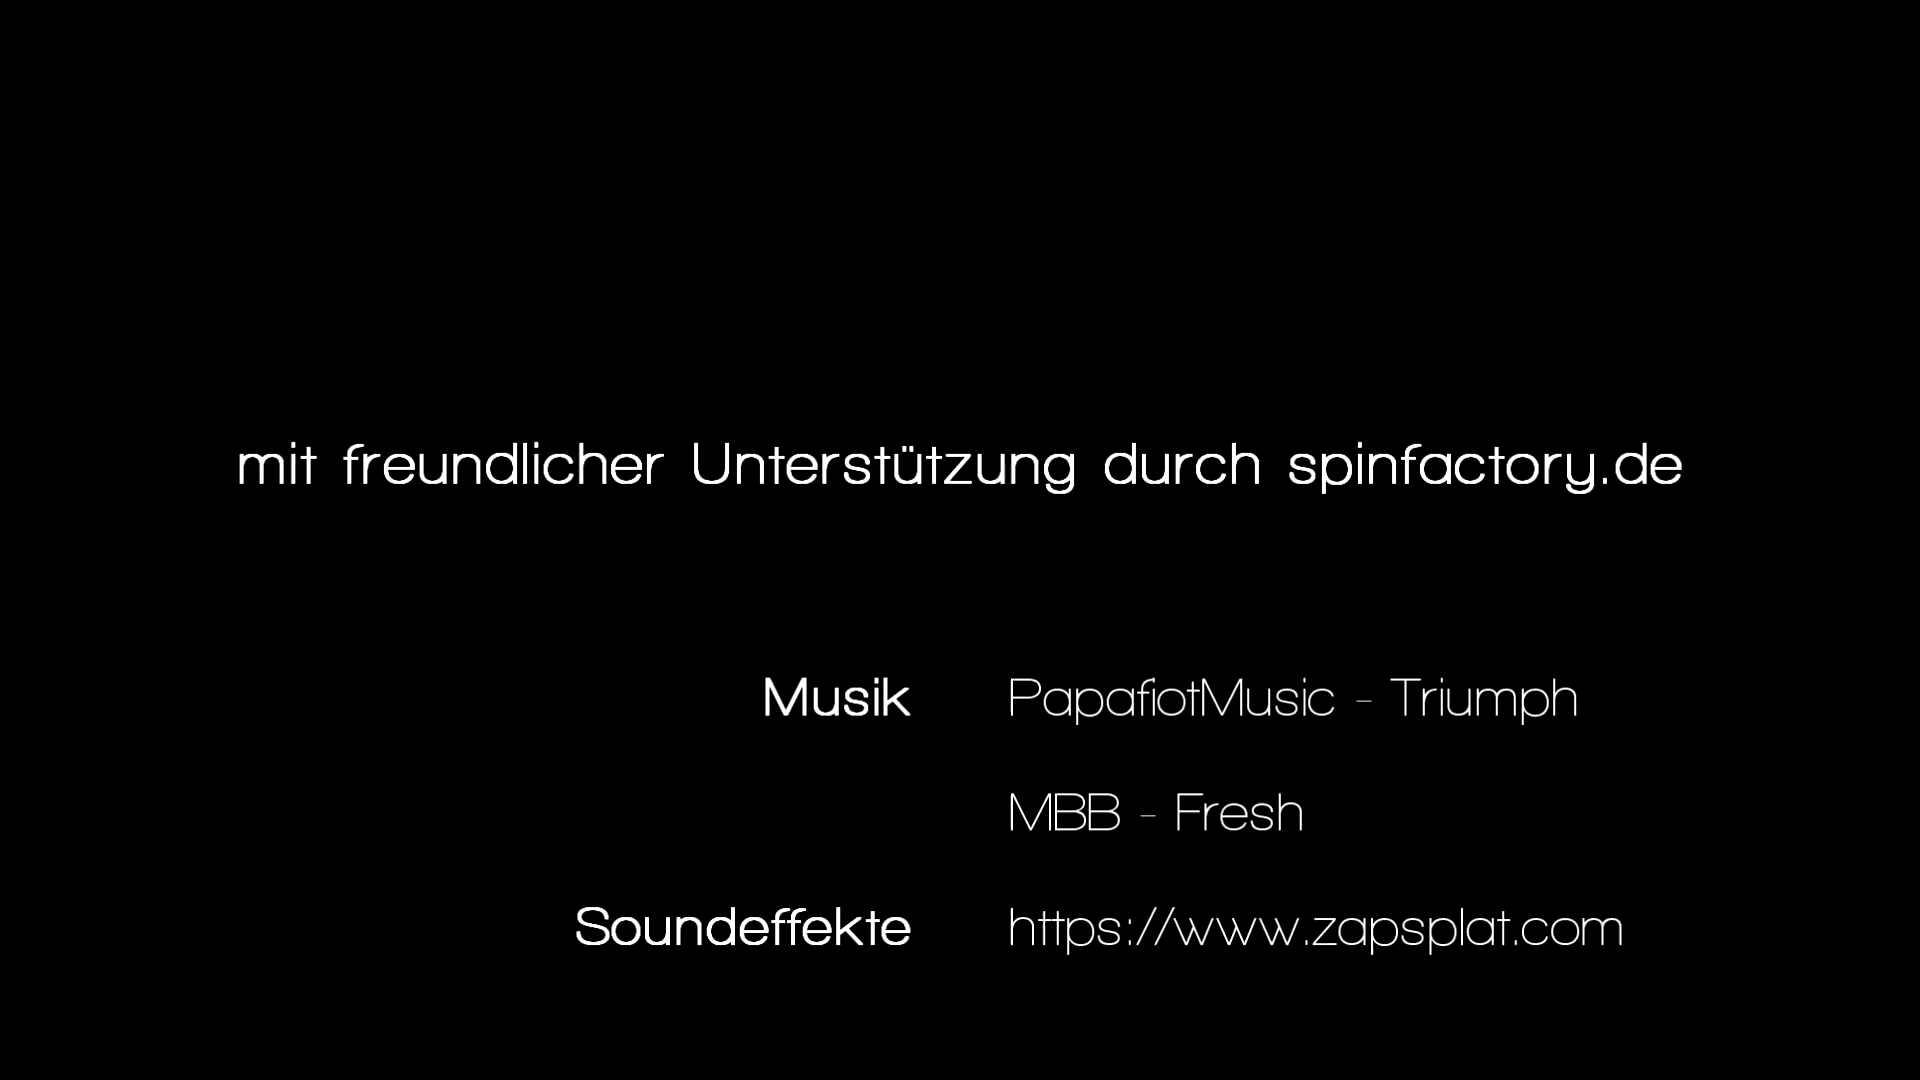 mit freundlicher Unterstützung durch spinfactory.de
Musik PapafiotMusic - Triumph
MBB - Fresh
Soundeffekte https://www.zapsplat.com